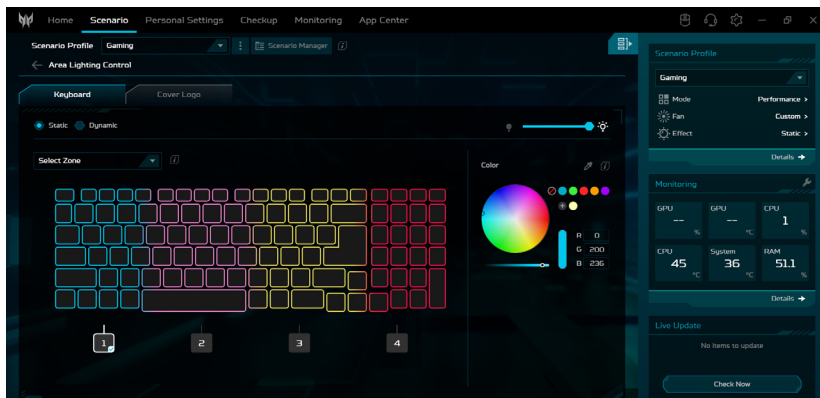 Home Scenario Personal Settings Checkup Monitoring App Center
Scenario Profile Gaming Scenario Manager
Area Lighting Control
Keyboard Cover Logo
Static Dynamic
Select Zone
Color
R 0
G 200
B 236
1 2 3 4
Scenario Profile
Gaming
Mode Performance >
Fan Custom >
Effect Static >
Details
Monitoring
GPU GPU CPU
-- -- 1
% °C %
CPU System RAM
45 36 51.1
°C °C %
Details
Live Update
No items to update
Check Now